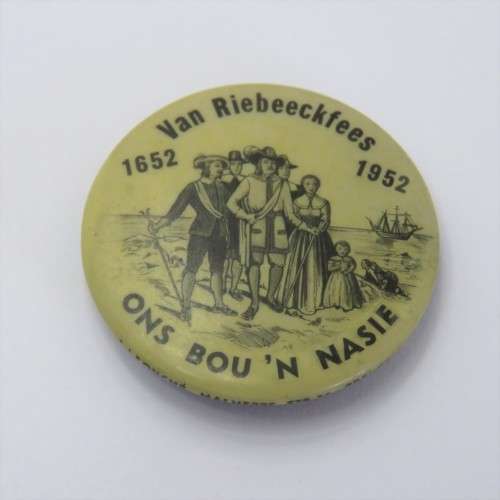 Van Riebeeckfees
1652
1952
ONS BOU 'N NASIE